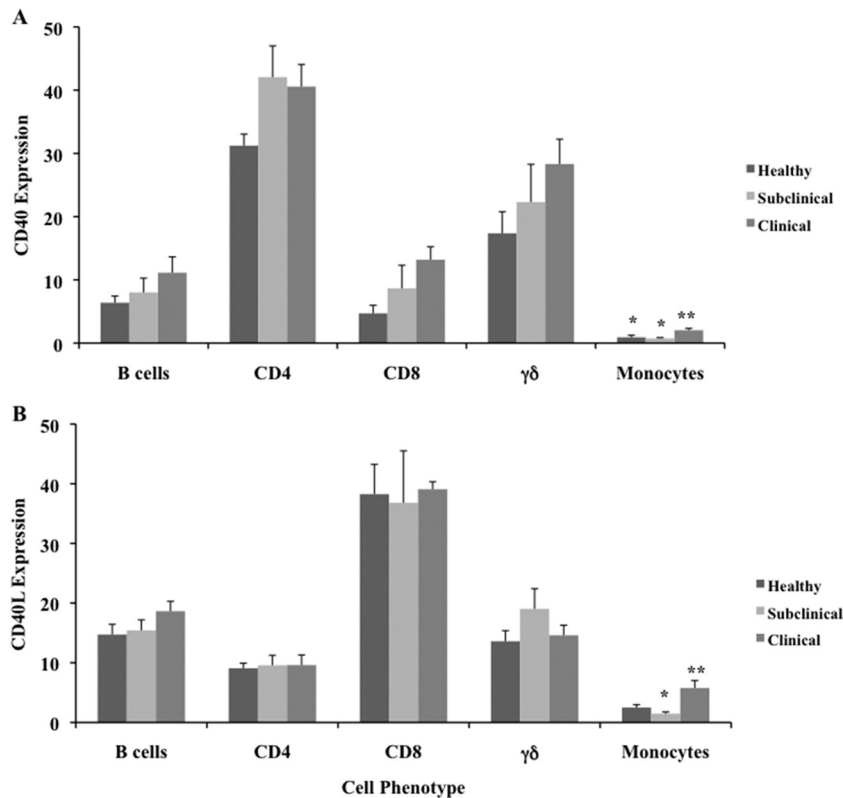 A
50
40
30
20
10
0
CD40 Expression
B cells CD4 CD8 γδ Monocytes
* * **
Healthy
Subclinical
Clinical
B
50
40
30
20
10
0
CD40L Expression
B cells CD4 CD8 γδ Monocytes
* **
Healthy
Subclinical
Clinical
Cell Phenotype